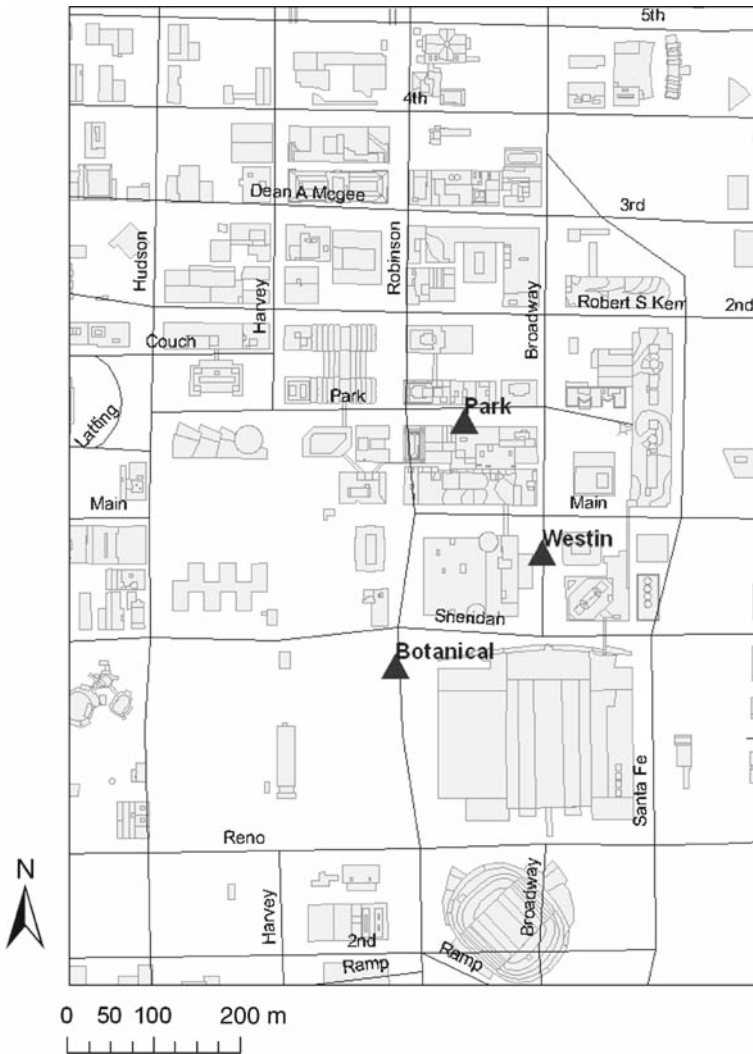 5th
4th
Dean A Mcgee
3rd
Hudson
Harvey
Robinson
Broadway
Robert S Kerr
2nd
Couch
Park
Latting
Park
Main
Main
Westin
Sheridan
Botanical
Santa Fe
Reno
N
Harvey
2nd
Broadway
Ramp
Ramp
0 50 100 200 m